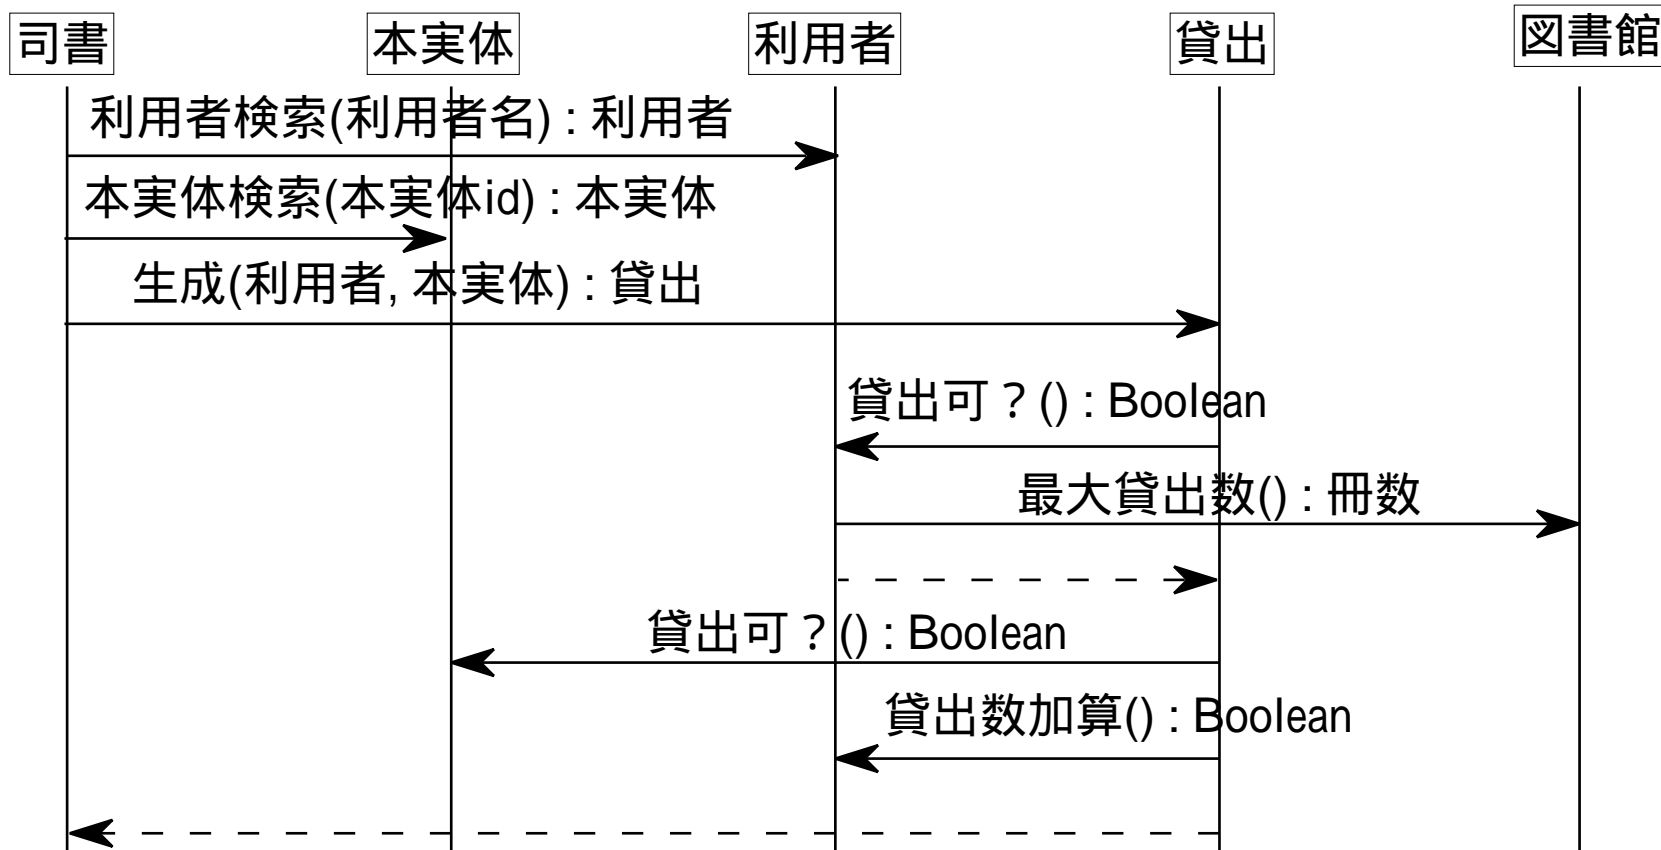 司書 本実体 利用者 貸出 図書館
利用者検索(利用者名) : 利用者
本実体検索(本実体id) : 本実体
生成(利用者, 本実体) : 貸出
貸出可？() : Boolean
最大貸出数() : 冊数
貸出可？() : Boolean
貸出数加算() : Boolean